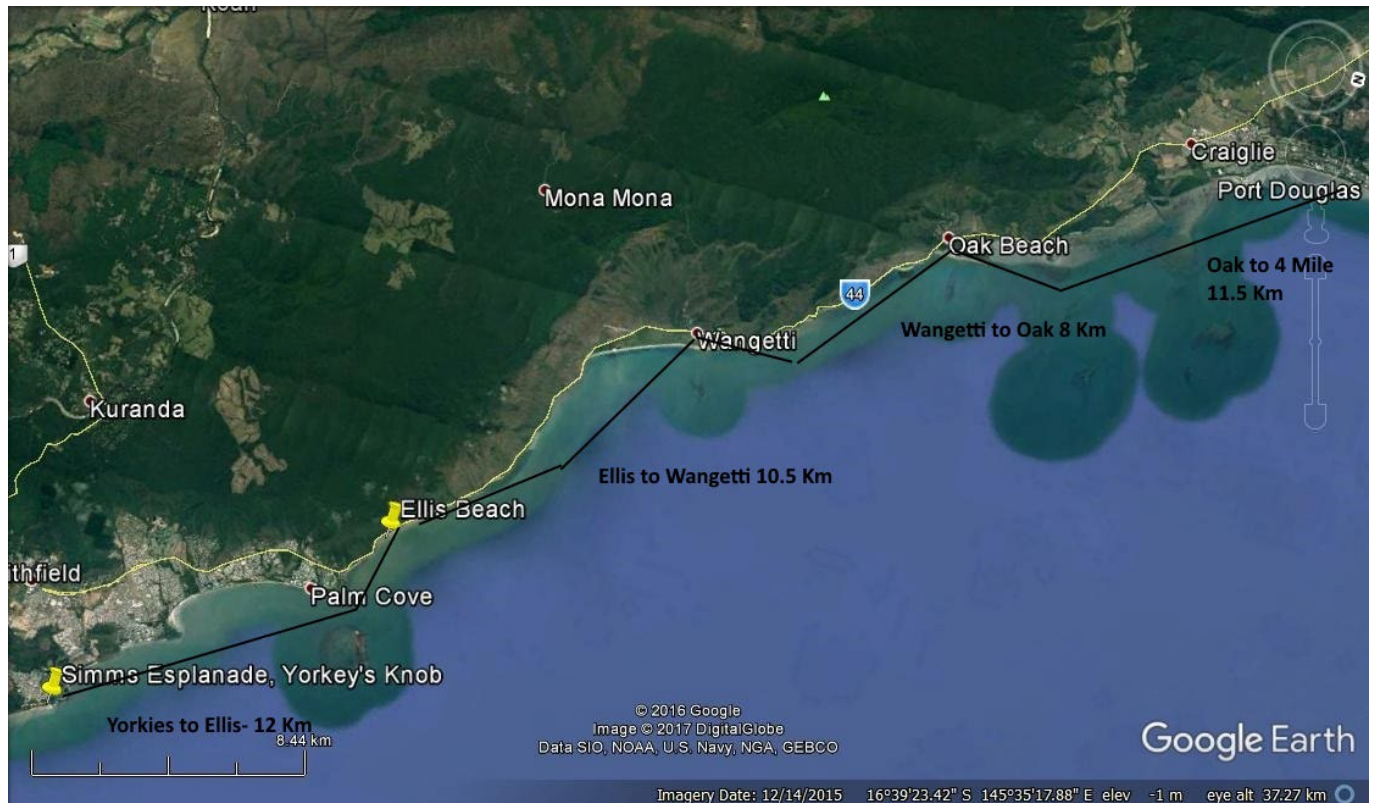 Craiglie
N
Mona Mona
Port Douglas
Oak Beach
1
Oak to 4 Mile
11.5 Km
44
Wangetti to Oak 8 Km
Wangetti
Kuranda
Ellis to Wangetti 10.5 Km
Ellis Beach
ithfield
Palm Cove
Simms Esplanade, Yorkey's Knob
Yorkies to Ellis- 12 Km
8.44 km
© 2016 Google
Image © 2017 DigitalGlobe
Data SIO, NOAA, U.S. Navy, NGA, GEBCO
Google Earth
Imagery Date: 12/14/2015 16°39'23.42" S 145°35'17.88" E elev -1 m eye alt 37.27 km